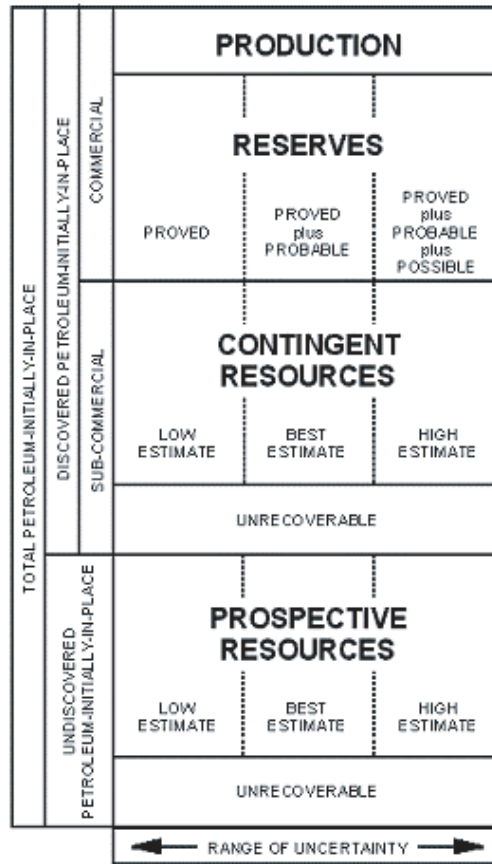 TOTAL PETROLEUM-INITIALLY-IN-PLACE
DISCOVERED PETROLEUM-INITIALLY-IN-PLACE
COMMERCIAL
PRODUCTION
RESERVES
PROVED
PROVED
plus
PROBABLE
PROVED
plus
PROBABLE
plus
POSSIBLE
SUB-COMMERCIAL
CONTINGENT
RESOURCES
LOW
ESTIMATE
BEST
ESTIMATE
HIGH
ESTIMATE
UNRECOVERABLE
UNDISCOVERED
PETROLEUM-INITIALLY-IN-PLACE
PROSPECTIVE
RESOURCES
LOW
ESTIMATE
BEST
ESTIMATE
HIGH
ESTIMATE
UNRECOVERABLE
RANGE OF UNCERTAINTY